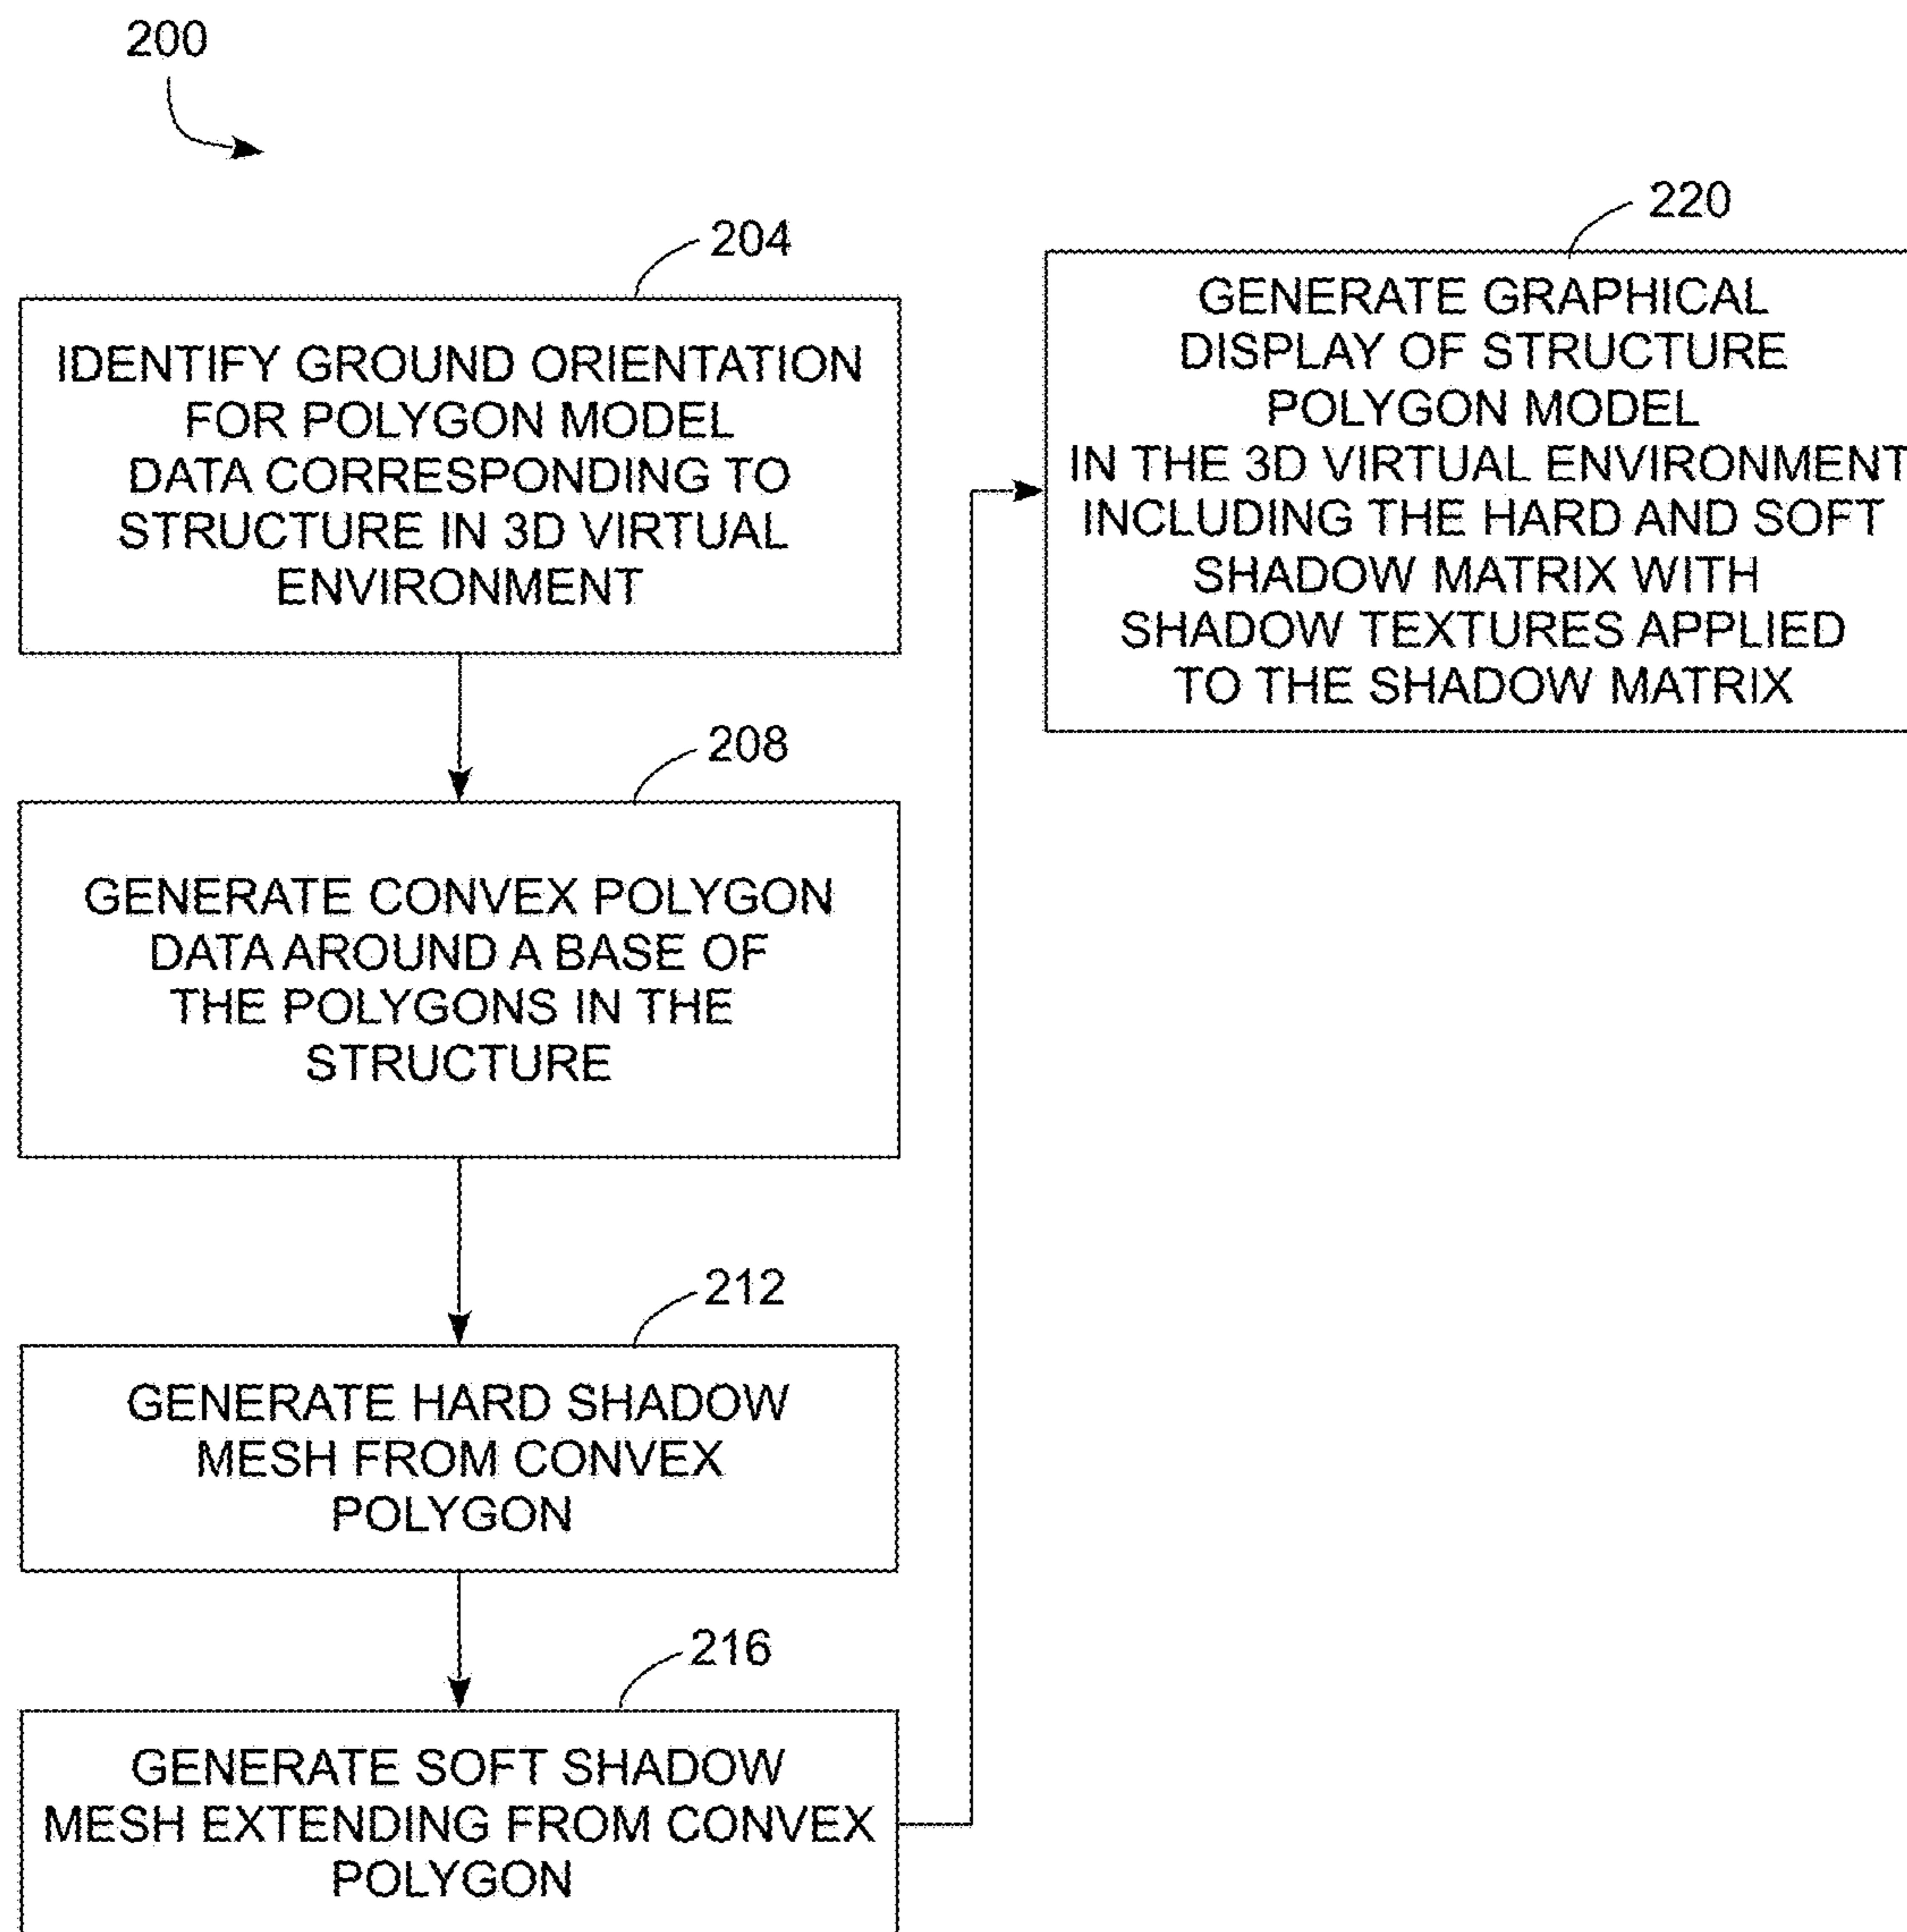 200
204
IDENTIFY GROUND ORIENTATION
FOR POLYGON MODEL
DATA CORRESPONDING TO
STRUCTURE IN 3D VIRTUAL
ENVIRONMENT
208
GENERATE CONVEX POLYGON
DATA AROUND A BASE OF
THE POLYGONS IN THE
STRUCTURE
212
GENERATE HARD SHADOW
MESH FROM CONVEX
POLYGON
216
GENERATE SOFT SHADOW
MESH EXTENDING FROM CONVEX
POLYGON
220
GENERATE GRAPHICAL
DISPLAY OF STRUCTURE
POLYGON MODEL
IN THE 3D VIRTUAL ENVIRONMENT
INCLUDING THE HARD AND SOFT
SHADOW MATRIX WITH
SHADOW TEXTURES APPLIED
TO THE SHADOW MATRIX